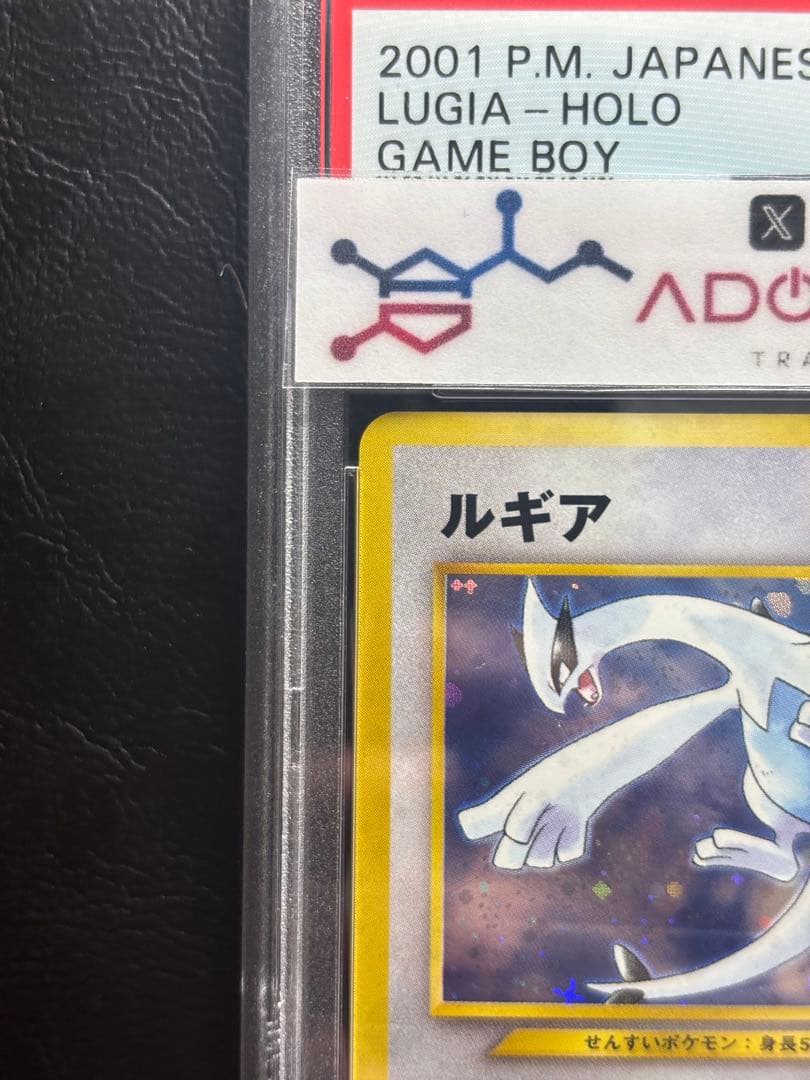 2001 P.M. JAPANES
LUGIA – HOLO
GAME BOY
X
ADO
TRA
ルギア
せんすいポケモン：身長5